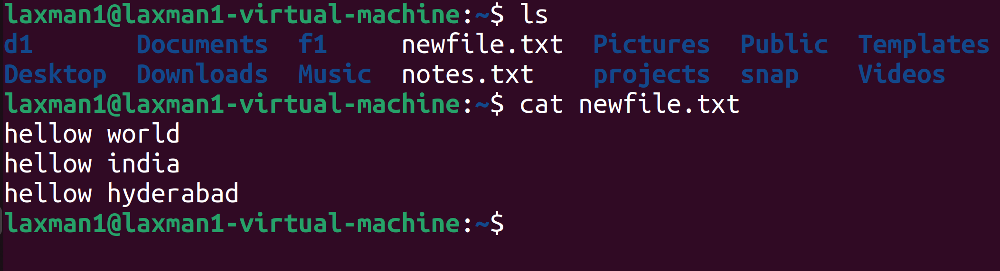 laxman1@laxman1-virtual-machine:~$ ls
d1 Documents f1 newfile.txt Pictures Public Templates
Desktop Downloads Music notes.txt projects snap Videos
laxman1@laxman1-virtual-machine:~$ cat newfile.txt
hellow world
hellow india
hellow hyderabad
laxman1@laxman1-virtual-machine:~$